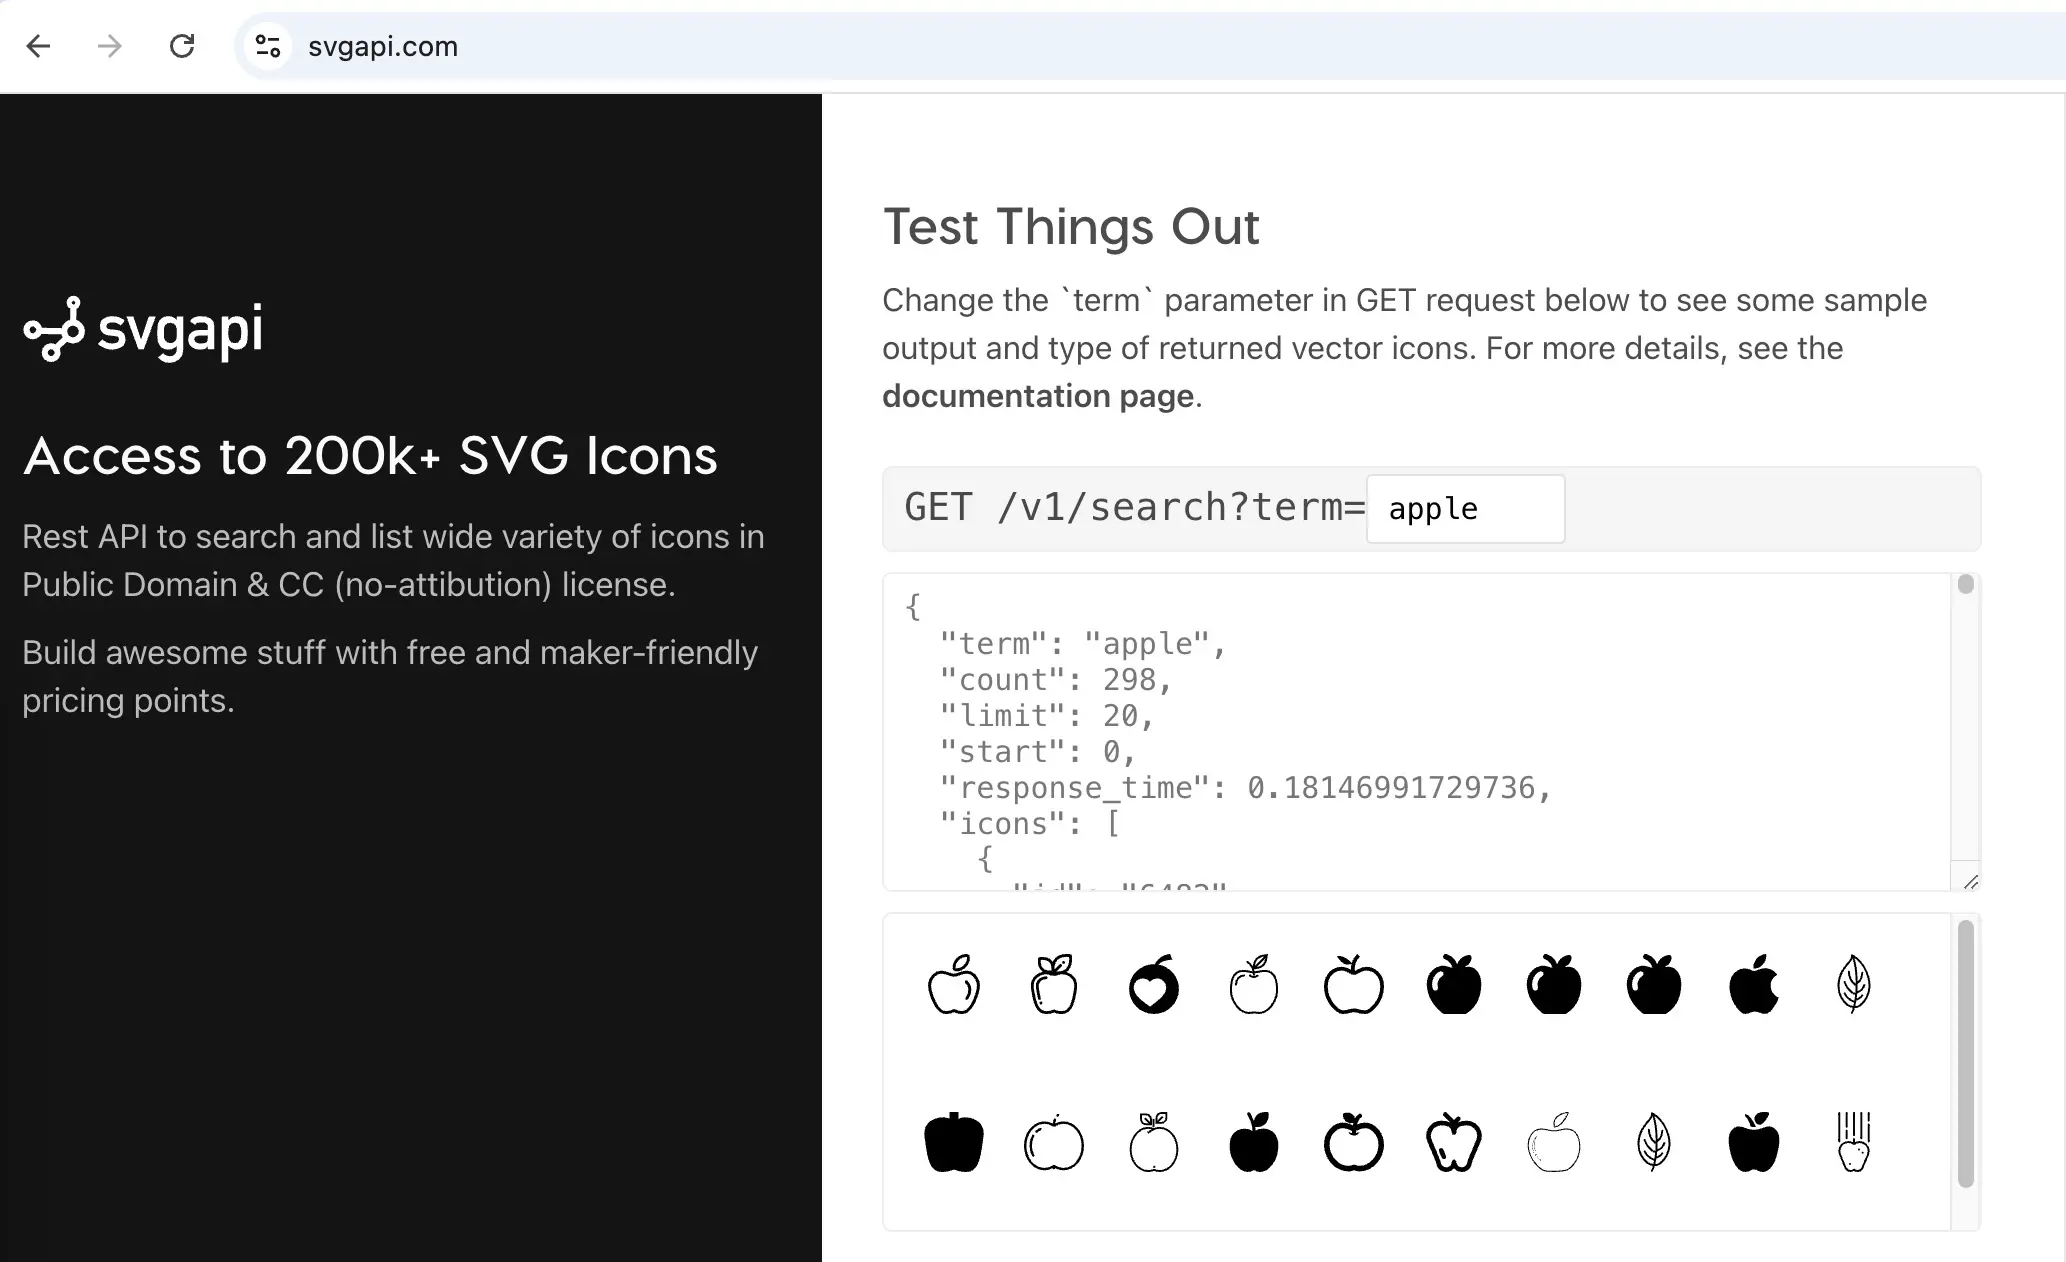 svgapi.com
svgapi
Access to 200k+ SVG Icons
Rest API to search and list wide variety of icons in
Public Domain & CC (no-attibution) license.
Build awesome stuff with free and maker-friendly
pricing points.
Test Things Out
Change the `term` parameter in GET request below to see some sample
output and type of returned vector icons. For more details, see the
documentation page.
GET /v1/search?term= apple
{
"term": "apple",
"count": 298,
"limit": 20,
"start": 0,
"response_time": 0.18146991729736,
"icons": [
{